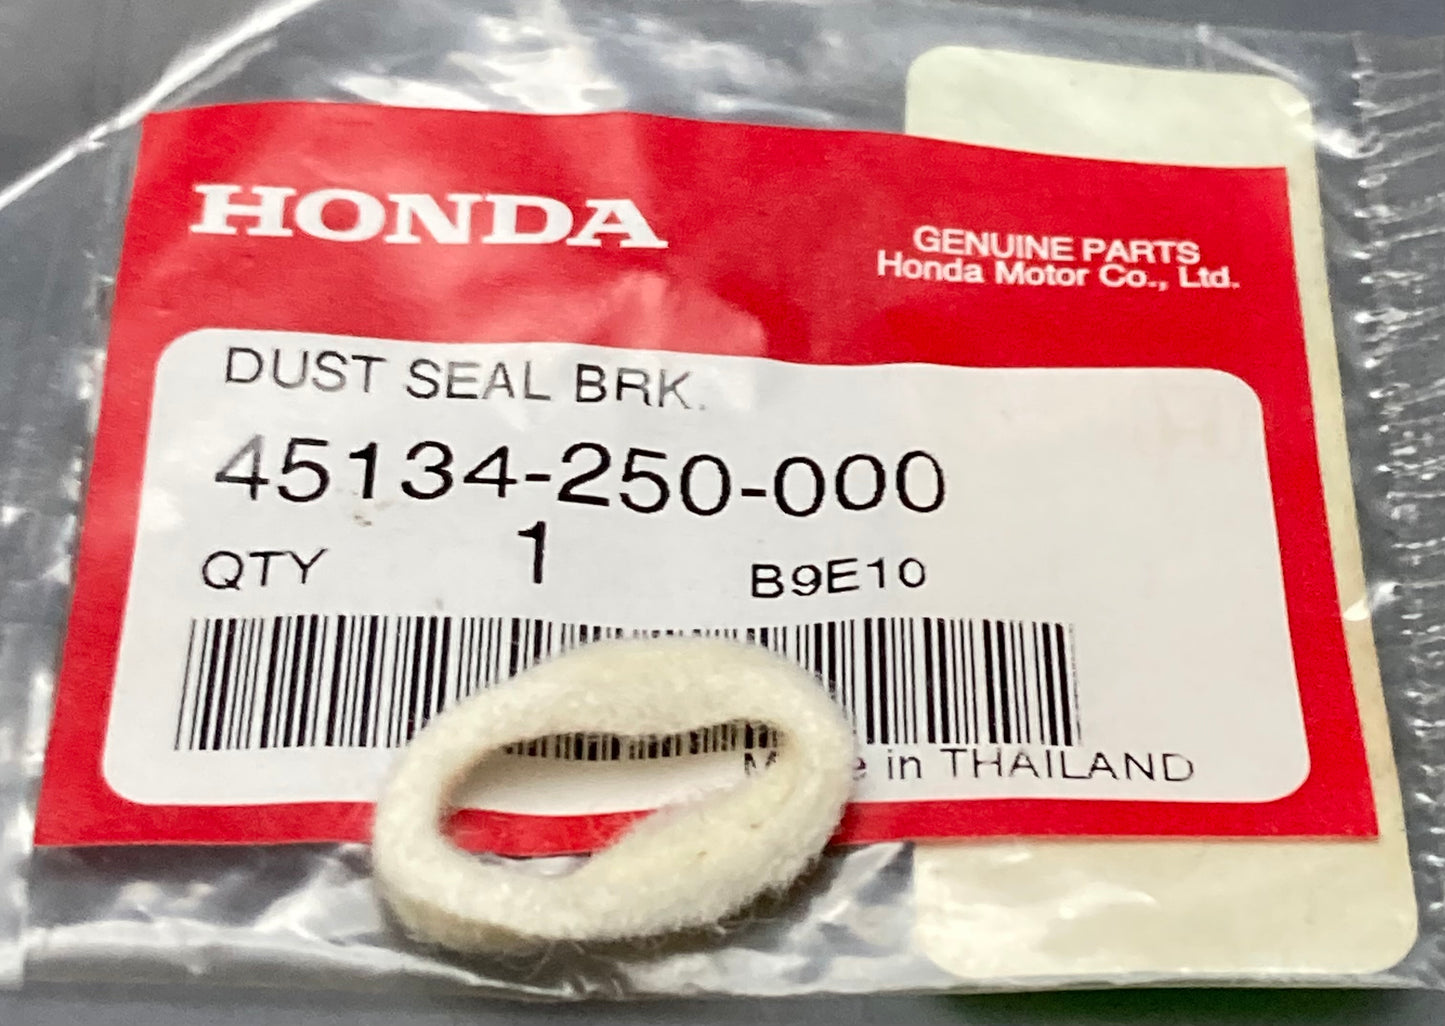 HONDA
GENUINE PARTS
Honda Motor Co., Ltd.
DUST SEAL BRK.
45134-250-000
QTY 1 B9E10
in THAILAND